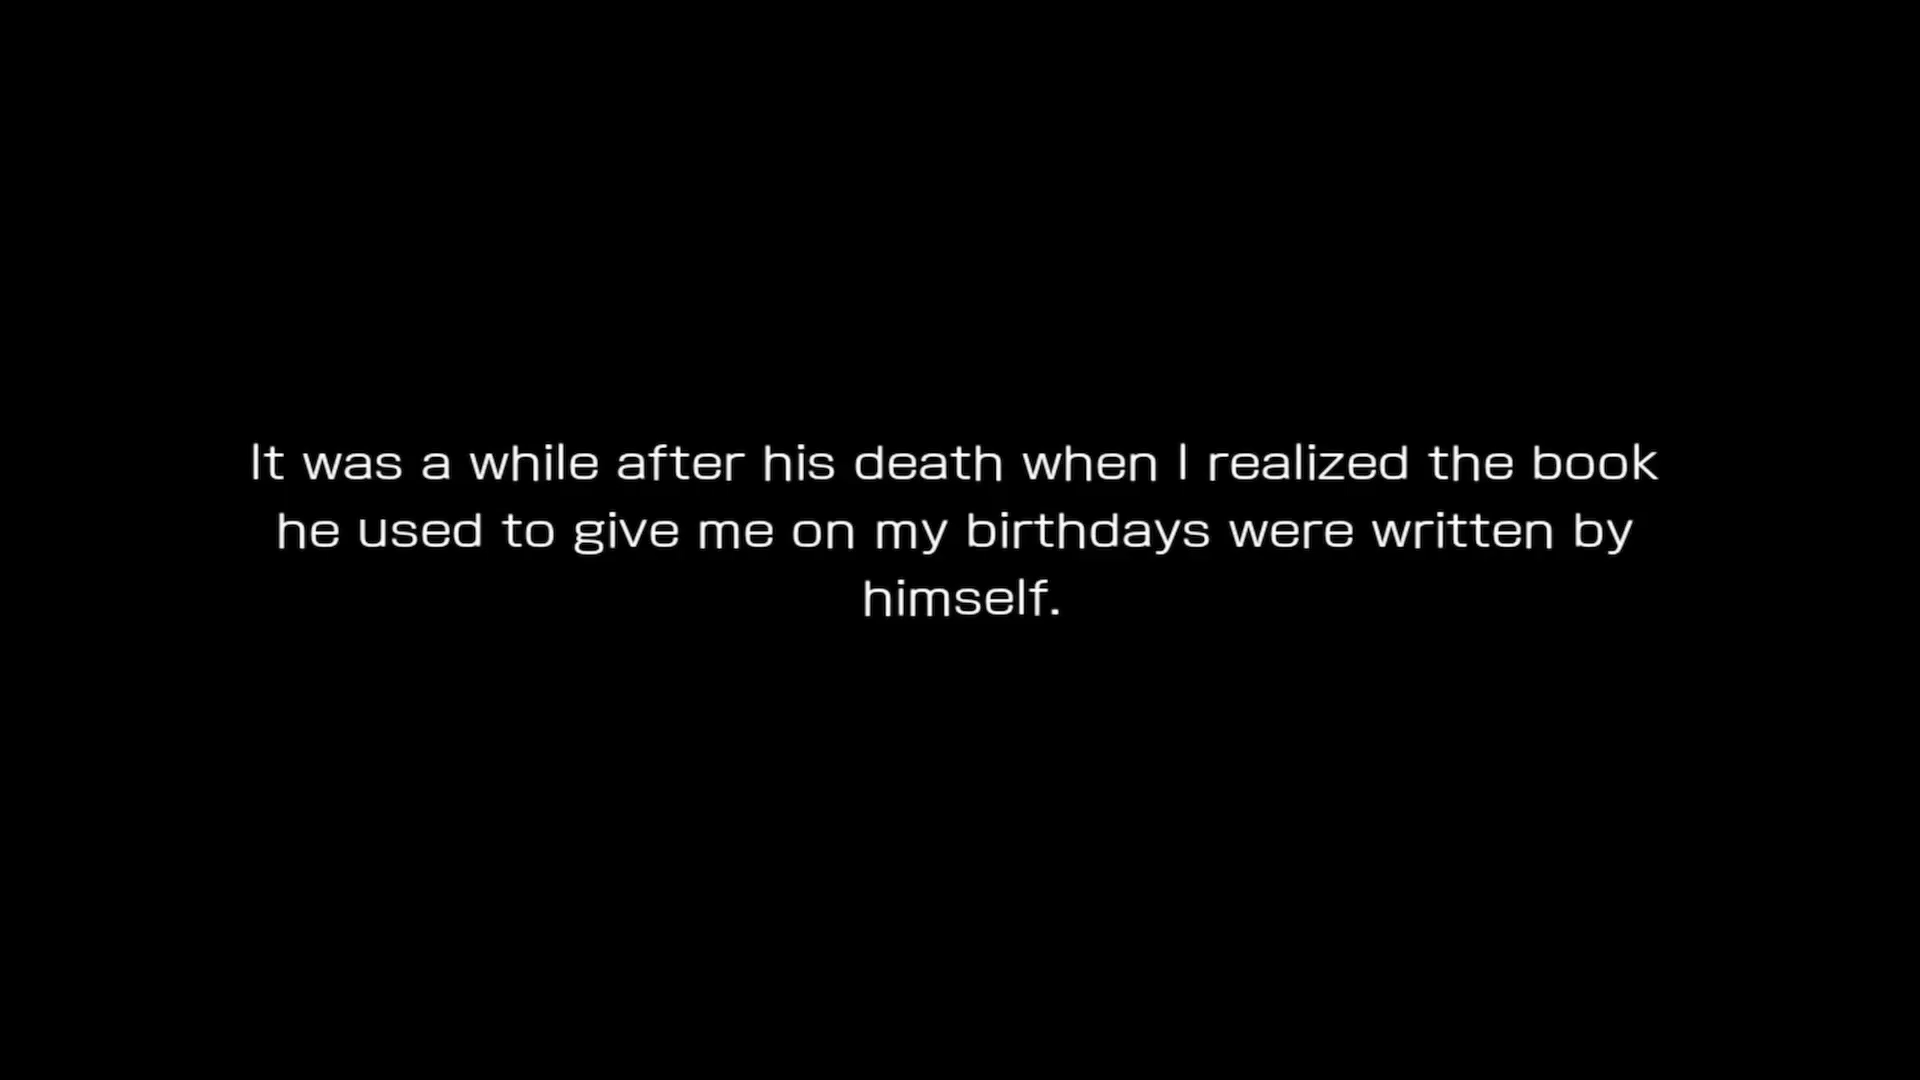 It was a while after his death when I realized the book
he used to give me on my birthdays were written by
himself.